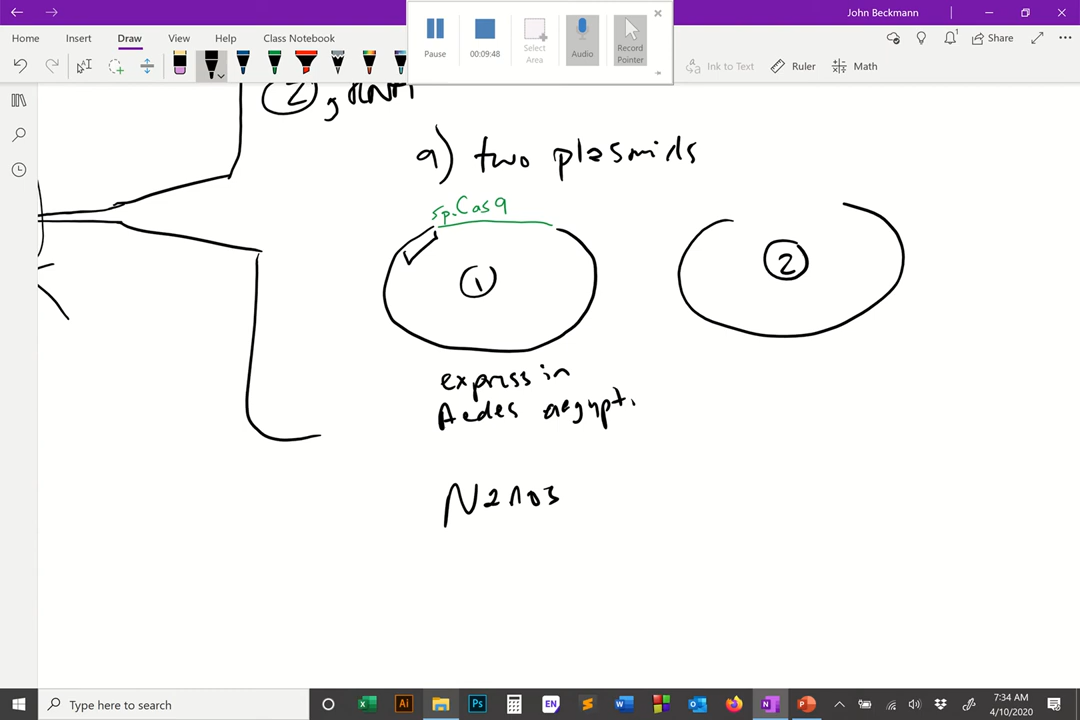 John Beckmann
Home Insert Draw View Help Class Notebook
Share
Pause
00:09:48
Select Area
Audio
Record Pointer
Ink to Text
Ruler
Math
a) two plasmids
sp.Cas9
1
2
express in
Aedes aegypti
Nanos
Type here to search
7:34 AM
4/10/2020